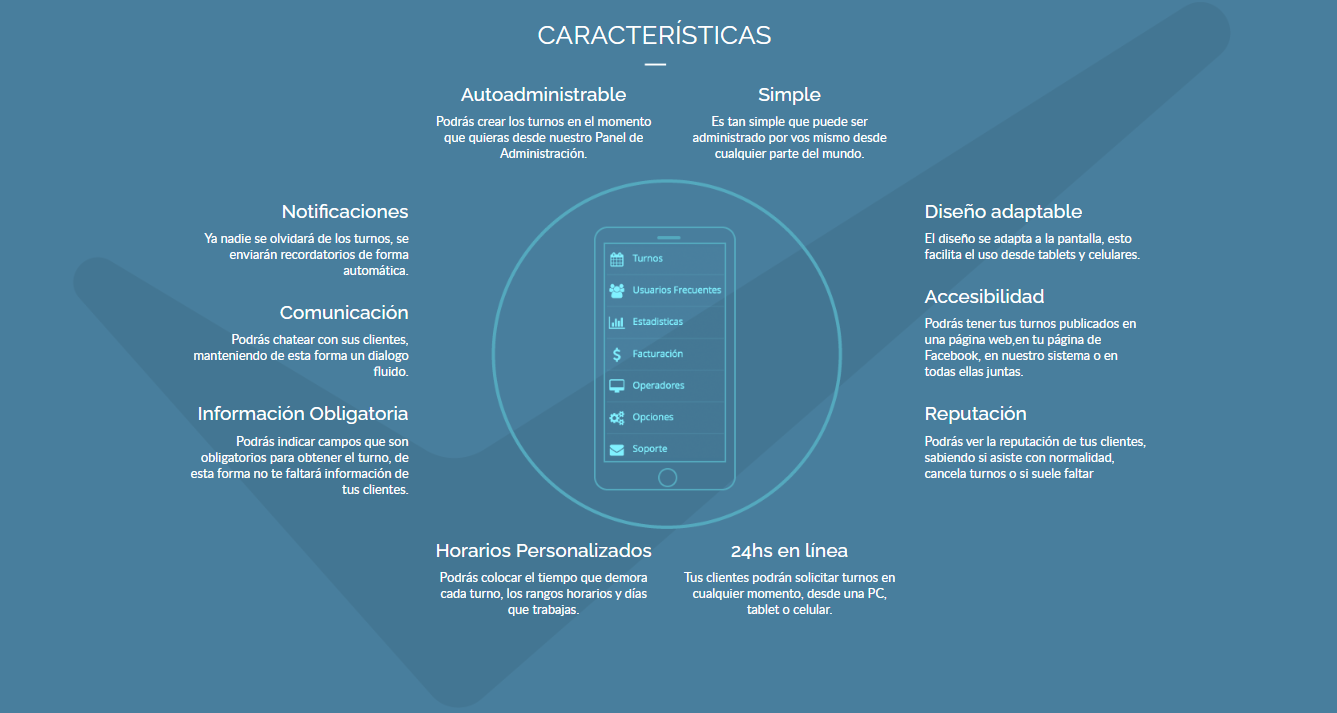 CARACTERÍSTICAS
Autoadministrable
Podrás crear los turnos en el momento
que quieras desde nuestro Panel de
Administración.
Simple
Es tan simple que puede ser
administrado por vos mismo desde
cualquier parte del mundo.
Notificaciones
Ya nadie se olvidará de los turnos, se
enviarán recordatorios de forma
automática.
Comunicación
Podrás chatear con sus clientes,
manteniendo de esta forma un dialogo
fluido.
Información Obligatoria
Podrás indicar campos que son
obligatorios para obtener el turno, de
esta forma no te faltará información de
tus clientes.
Turnos
Usuarios Frecuentes
Estadisticas
Facturación
Operadores
Opciones
Soporte
Diseño adaptable
El diseño se adapta a la pantalla, esto
facilita el uso desde tablets y celulares.
Accesibilidad
Podrás tener tus turnos publicados en
una página web,en tu página de
Facebook, en nuestro sistema o en
todas ellas juntas.
Reputación
Podrás ver la reputación de tus clientes,
sabiendo si asiste con normalidad,
cancela turnos o si suele faltar
Horarios Personalizados
Podrás colocar el tiempo que demora
cada turno, los rangos horarios y días
que trabajas.
24hs en línea
Tus clientes podrán solicitar turnos en
cualquier momento, desde una PC,
tablet o celular.